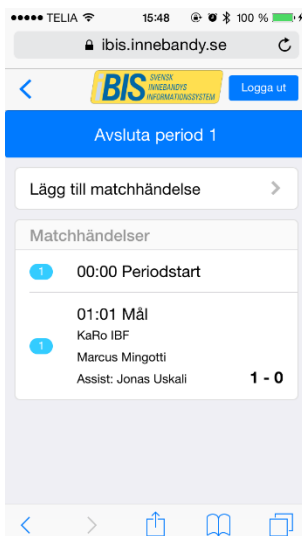 TELIA 15:48 100 %
ibis.innebandy.se
BIS SVENSK
INNEBANDYS
INFORMATIONSSYSTEM
Logga ut
Avsluta period 1
Lägg till matchhändelse
Matchhändelser
1 00:00 Periodstart
01:01 Mål
KaRo IBF
1
Marcus Mingotti
Assist: Jonas Uskali 1 - 0